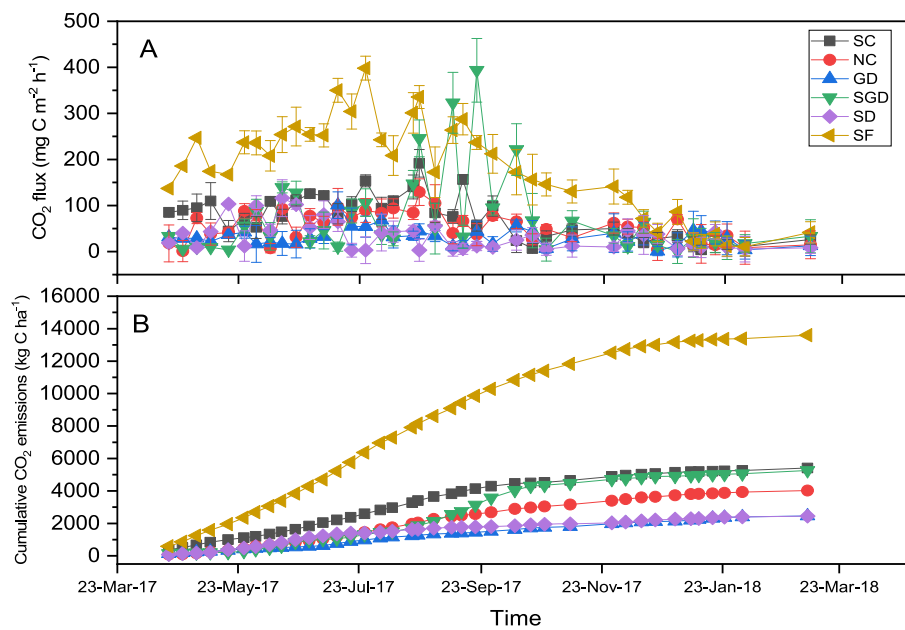 A
CO2 flux (mg C m-2 h-1)
500
400
300
200
100
0
SC
NC
GD
SGD
SD
SF
B
Cumulative CO2 emissions (kg C ha-1)
16000
14000
12000
10000
8000
6000
4000
2000
0
23-Mar-17 23-May-17 23-Jul-17 23-Sep-17 23-Nov-17 23-Jan-18 23-Mar-18
Time